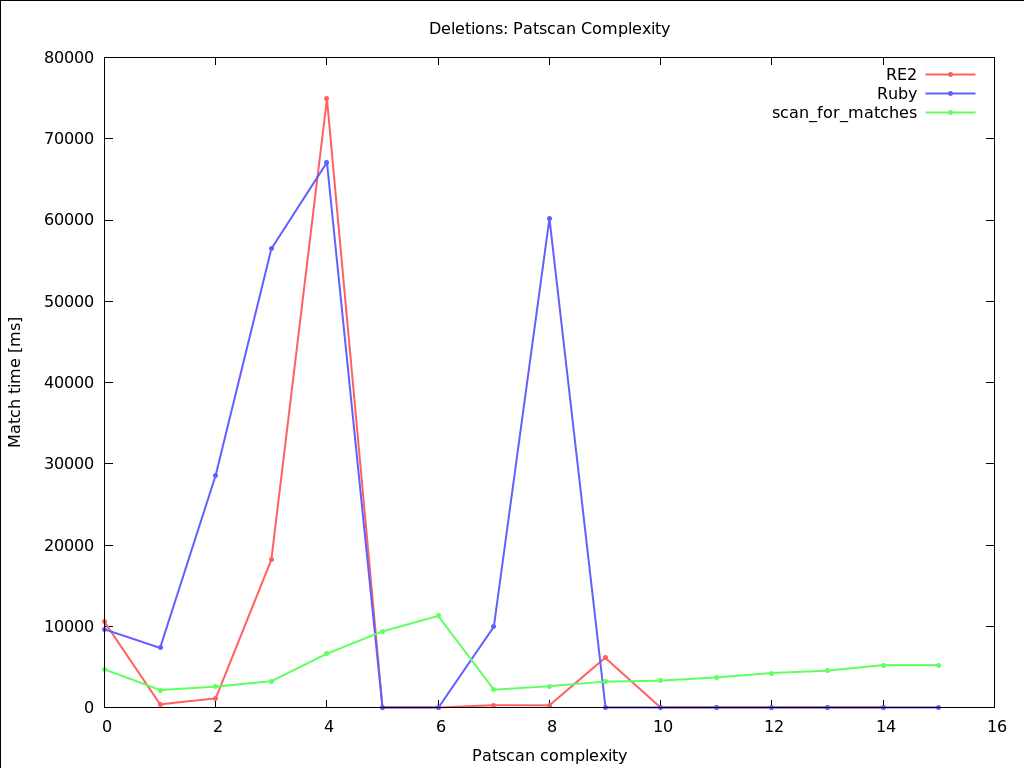 Deletions: Patscan Complexity
RE2
Ruby
scan_for_matches
80000
70000
60000
50000
40000
30000
20000
10000
0
Match time [ms]
0 2 4 6 8 10 12 14 16
Patscan complexity